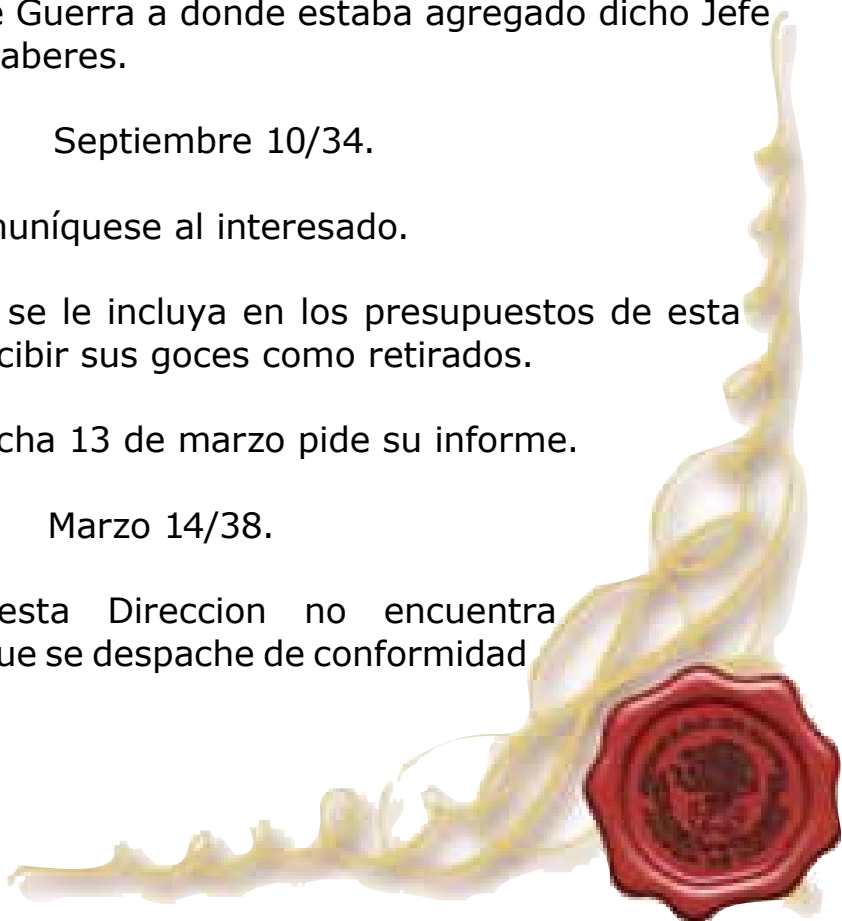 e Guerra a donde estaba agregado dicho Jefe
aberes.
Septiembre 10/34.
uníquese al interesado.
se le incluya en los presupuestos de esta
cibir sus goces como retirados.
cha 13 de marzo pide su informe.
Marzo 14/38.
esta Direccion no encuentra
ue se despache de conformidad